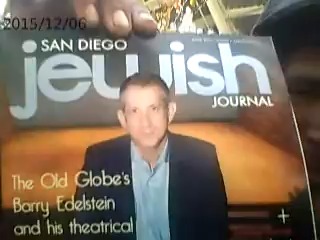 2015/12/06
SAN DIEGO
jewish
JOURNAL
The Old Globe's
Barry Edelstein
and his theatrical
+